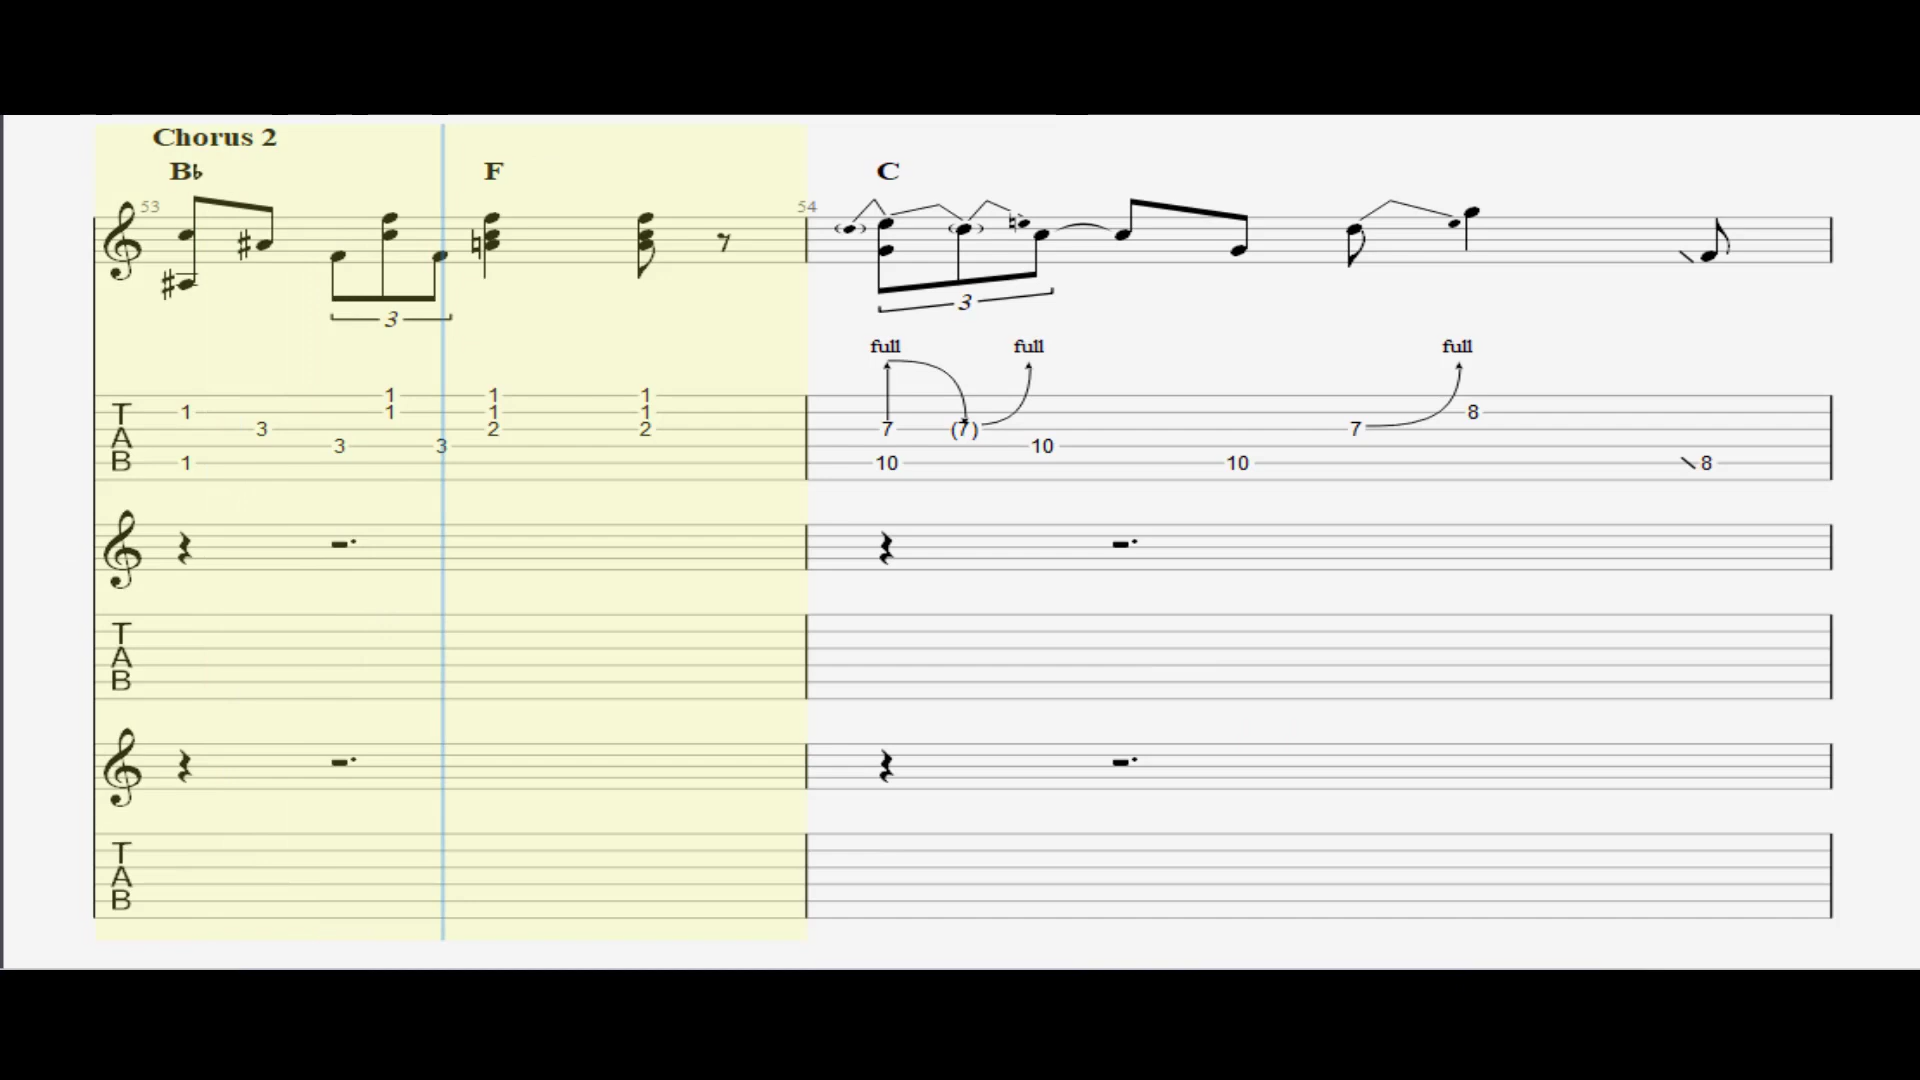 Chorus 2
B♭ F C
53 54
3 3
full full full
T
A
B
1 1 1 8
1 1 1 1
3 2 2 7 (7) 7
3 3 10
1 10 10 8
T
A
B
T
A
B